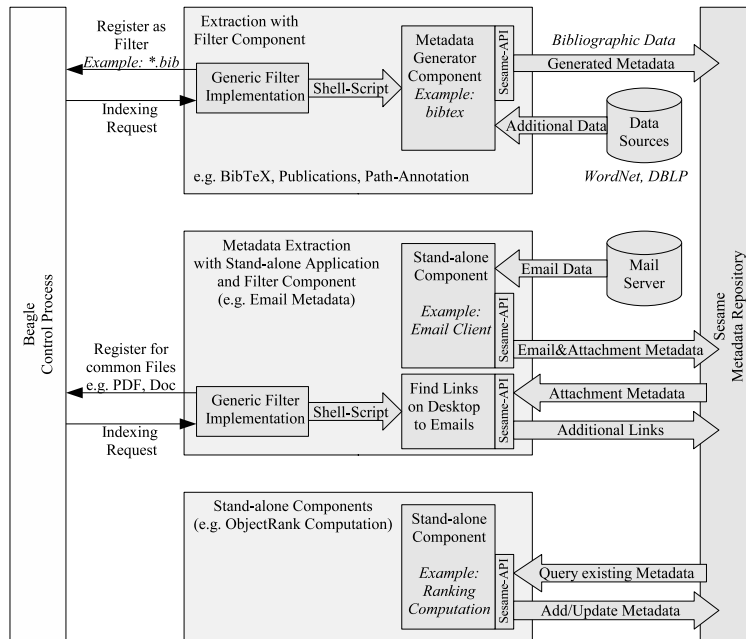 Beagle
Control Process
Register as
Filter
Example: *.bib
Indexing
Request
Extraction with
Filter Component
Generic Filter
Implementation
Shell-Script
Metadata
Generator
Component
Example:
bibtex
Sesame-API
Bibliographic Data
Generated Metadata
Additional Data
Data
Sources
WordNet, DBLP
e.g. BibTeX, Publications, Path-Annotation
Metadata Extraction
with Stand-alone Application
and Filter Component
(e.g. Email Metadata)
Stand-alone
Component
Example:
Email Client
Sesame-API
Email Data
Mail
Server
Email&Attachment Metadata
Register for
common Files
e.g. PDF, Doc
Indexing
Request
Generic Filter
Implementation
Shell-Script
Find Links
on Desktop
to Emails
Sesame-API
Attachment Metadata
Additional Links
Stand-alone Components
(e.g. ObjectRank Computation)
Stand-alone
Component
Example:
Ranking
Computation
Sesame-API
Query existing Metadata
Add/Update Metadata
Sesame
Metadata Repository